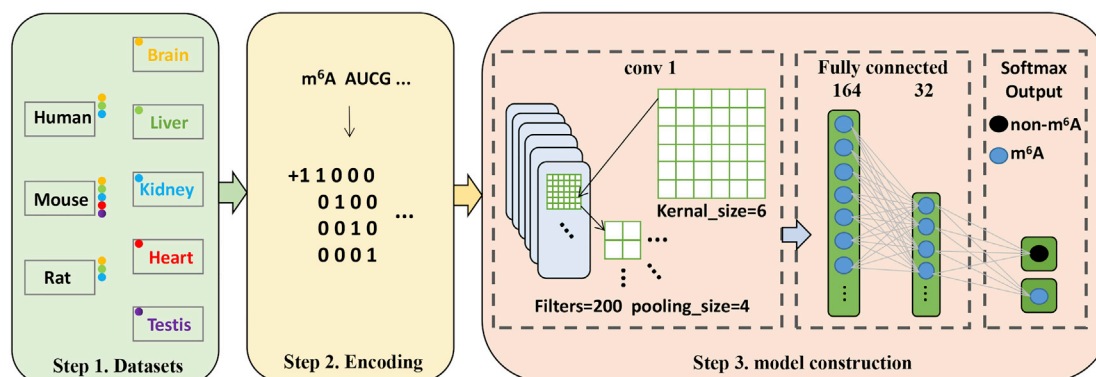 Human
Mouse
Rat
Brain
Liver
Kidney
Heart
Testis
Step 1. Datasets
m⁶A AUCG ...
+1 1 0 0 0
0 1 0 0
0 0 1 0
0 0 0 1
...
Step 2. Encoding
conv 1
Kernal_size=6
Filters=200 pooling_size=4
Fully connected
164 32
Softmax
Output
non-m⁶A
m⁶A
Step 3. model construction